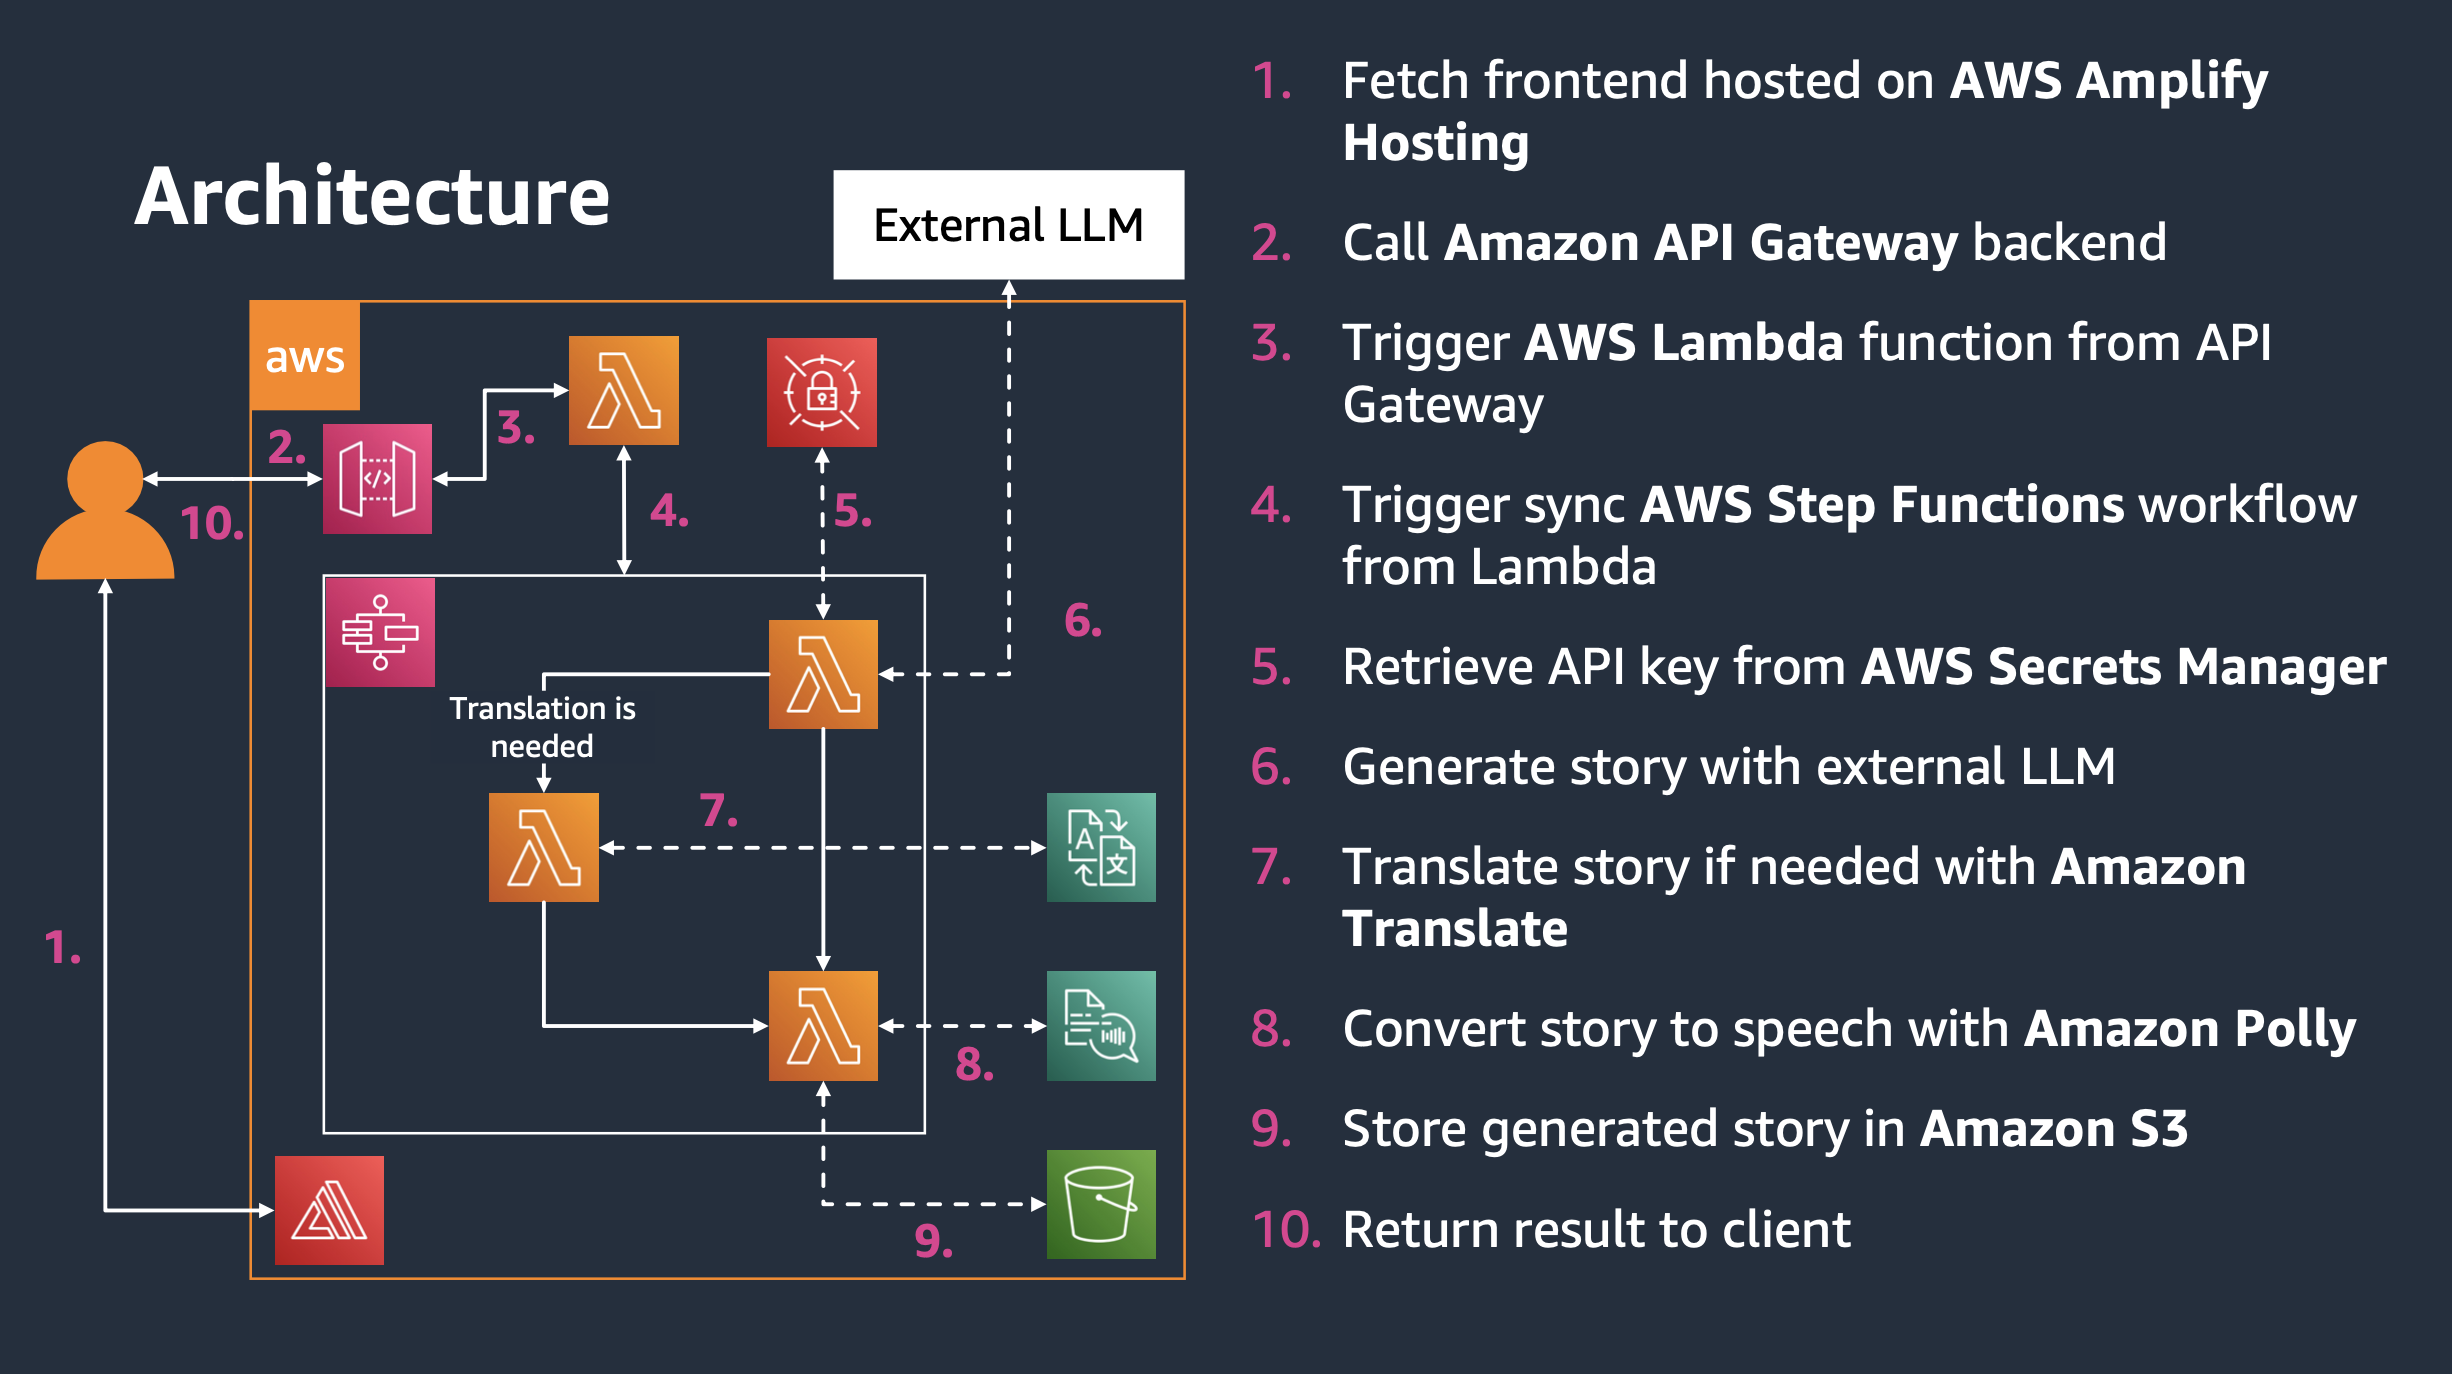 Architecture
External LLM
aws
2.
10.
3.
4.
5.
6.
Translation is
needed
7.
1.
8.
9.
</>
A
文
1. Fetch frontend hosted on AWS Amplify
Hosting
2. Call Amazon API Gateway backend
3. Trigger AWS Lambda function from API
Gateway
4. Trigger sync AWS Step Functions workflow
from Lambda
5. Retrieve API key from AWS Secrets Manager
6. Generate story with external LLM
7. Translate story if needed with Amazon
Translate
8. Convert story to speech with Amazon Polly
9. Store generated story in Amazon S3
10. Return result to client